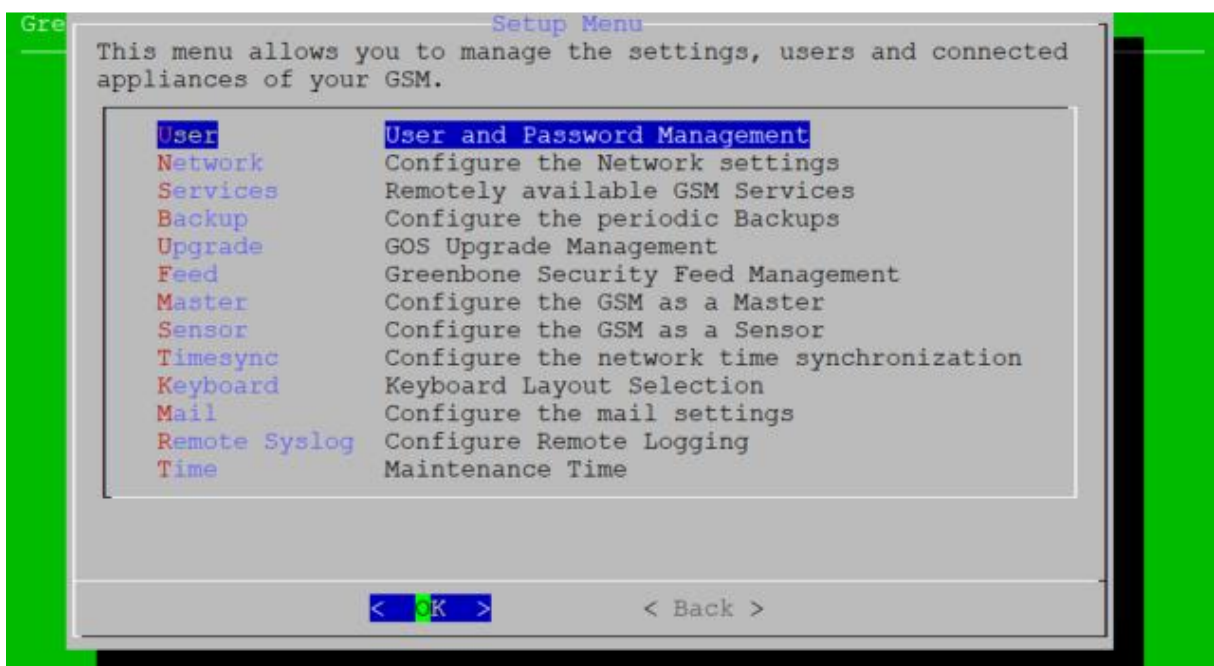 Gre
Setup Menu
This menu allows you to manage the settings, users and connected
appliances of your GSM.
User User and Password Management
Network Configure the Network settings
Services Remotely available GSM Services
Backup Configure the periodic Backups
Upgrade GOS Upgrade Management
Feed Greenbone Security Feed Management
Master Configure the GSM as a Master
Sensor Configure the GSM as a Sensor
Timesync Configure the network time synchronization
Keyboard Keyboard Layout Selection
Mail Configure the mail settings
Remote Syslog Configure Remote Logging
Time Maintenance Time
< OK > < Back >